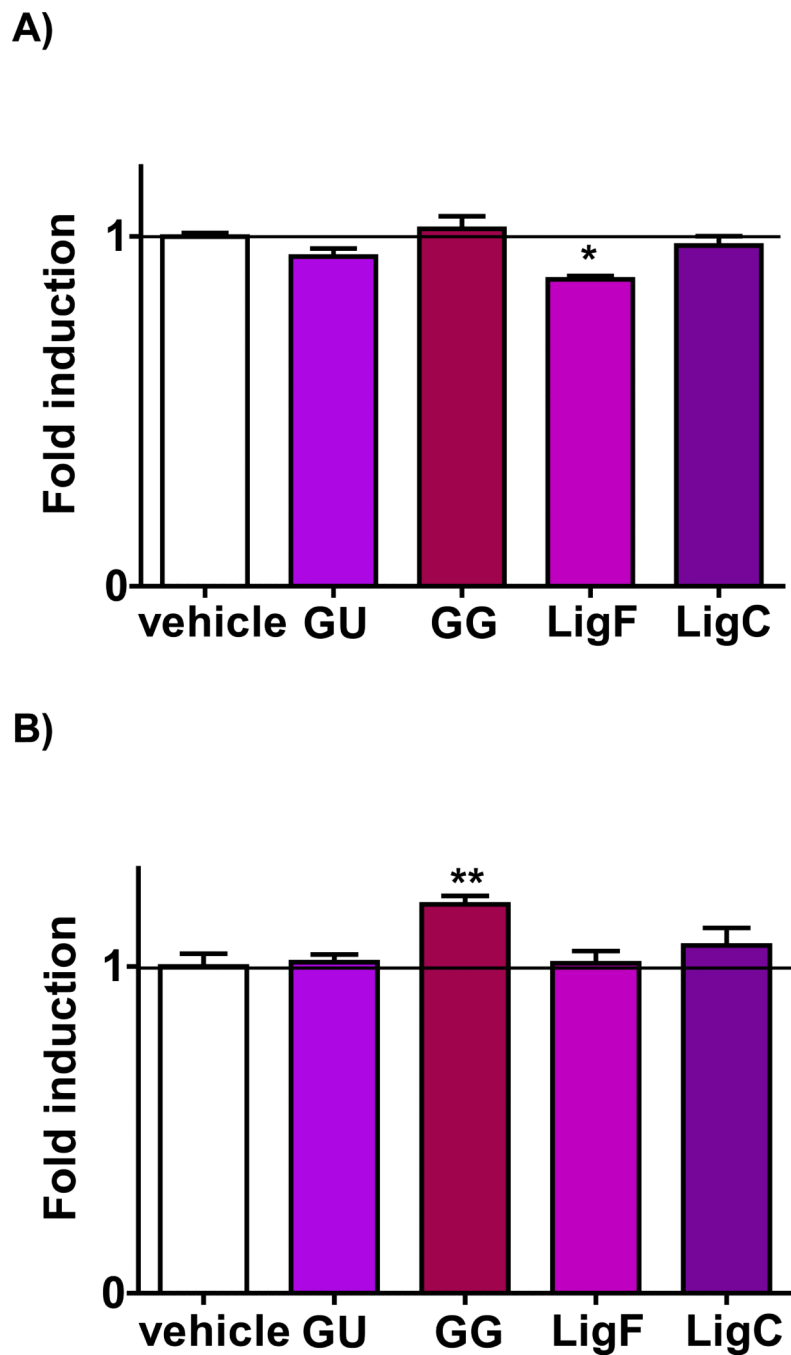 A)
Fold induction
1
0
*
vehicle GU GG LigF LigC
B)
Fold induction
1
0
**
vehicle GU GG LigF LigC